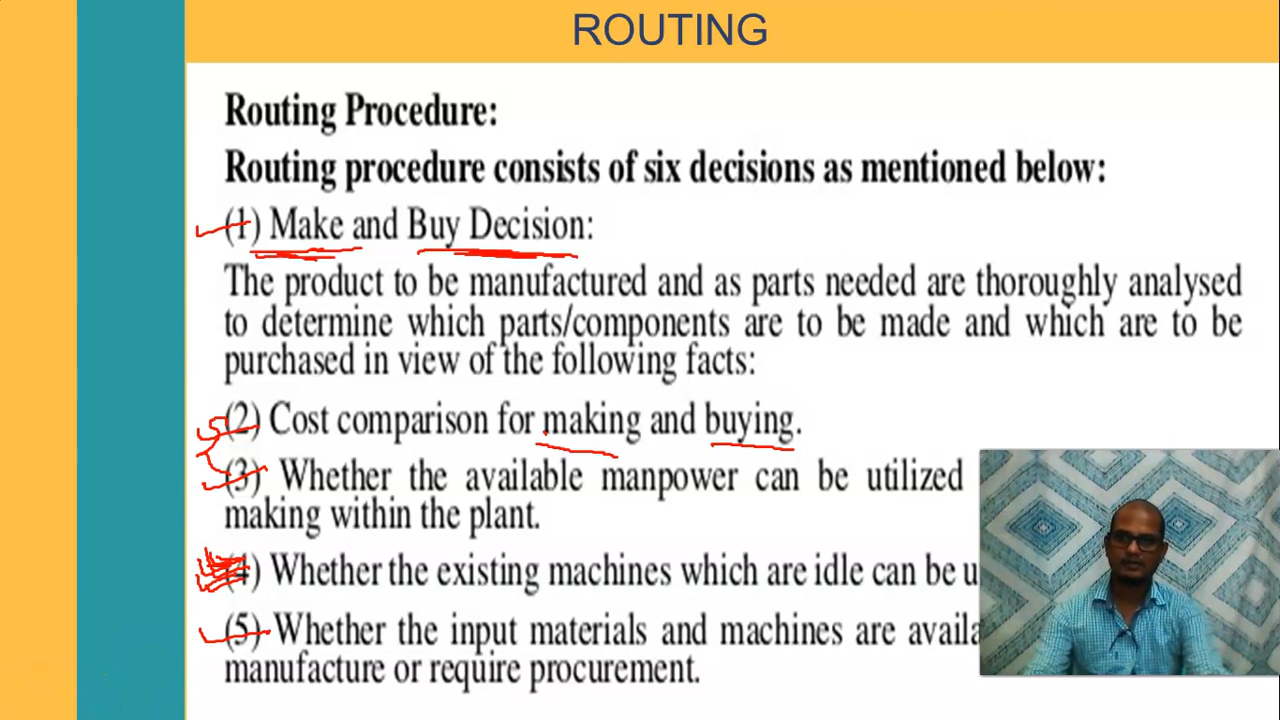 ROUTING
Routing Procedure:
Routing procedure consists of six decisions as mentioned below:
(1) Make and Buy Decision:
The product to be manufactured and as parts needed are thoroughly analysed
to determine which parts/components are to be made and which are to be
purchased in view of the following facts:
(2) Cost comparison for making and buying.
(3) Whether the available manpower can be utilized
making within the plant.
(4) Whether the existing machines which are idle can be
(5) Whether the input materials and machines are
manufacture or require procurement.